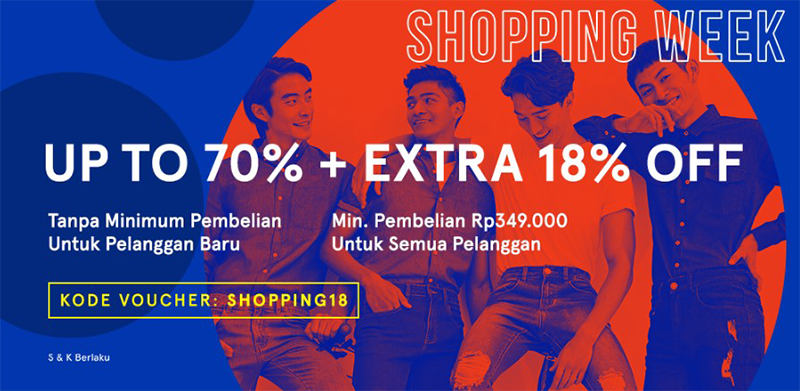 SHOPPING WEEK
UP TO 70% + EXTRA 18% OFF
Tanpa Minimum Pembelian
Untuk Pelanggan Baru
Min. Pembelian Rp349.000
Untuk Semua Pelanggan
KODE VOUCHER: SHOPPING18
S & K Berlaku